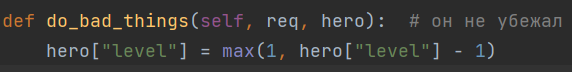 def do_bad_things(self, req, hero):  # он не убежал
    hero["level"] = max(1, hero["level"] - 1)